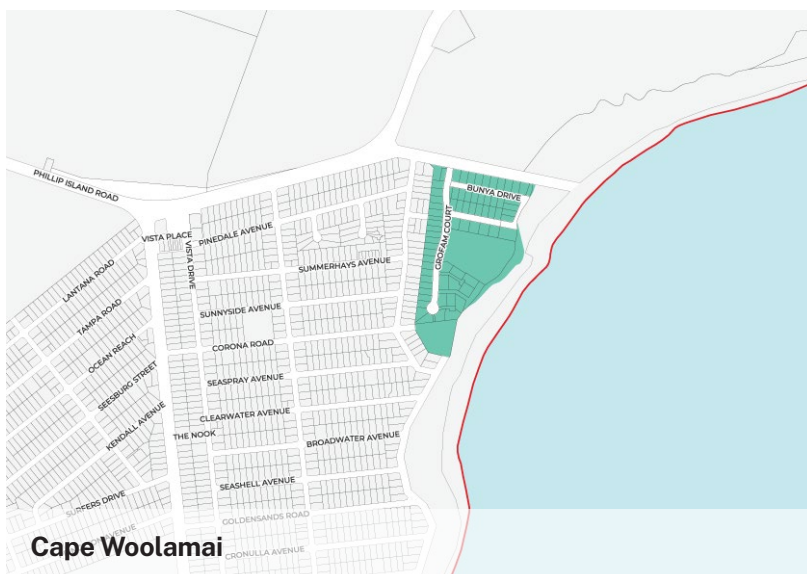 PHILLIP ISLAND ROAD
BUNYA DRIVE
VISTA PLACE
PINEDALE AVENUE
VISTA DRIVE
GROFAM COURT
LANTANA ROAD
SUMMERHAYS AVENUE
TAMPA ROAD
SUNNYSIDE AVENUE
OCEAN REACH
CORONA ROAD
SEESBURG STREET
SEASPRAY AVENUE
KENDALL AVENUE
CLEARWATER AVENUE
THE NOOK
BROADWATER AVENUE
SEASHELL AVENUE
SURFERS DRIVE
GOLDENSANDS ROAD
AVENUE
CRONULLA AVENUE
Cape Woolamai